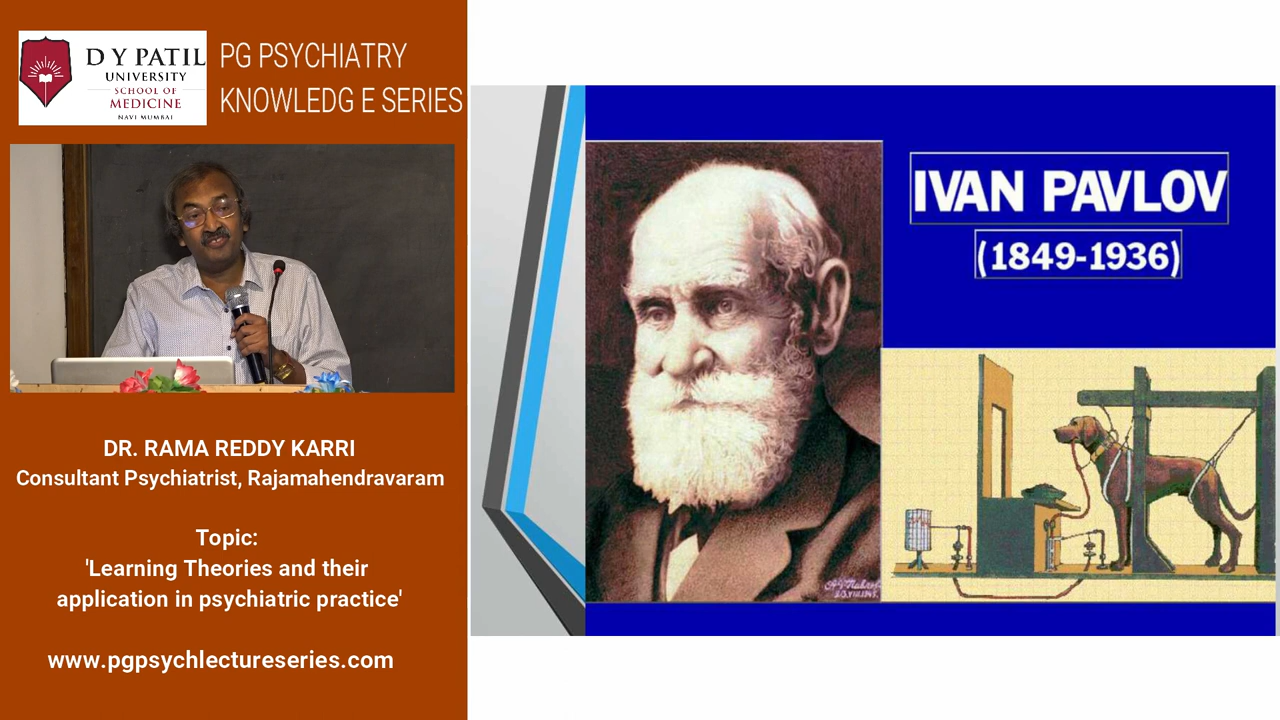 D Y PATIL
UNIVERSITY
SCHOOL OF
MEDICINE
NAVI MUMBAI
PG PSYCHIATRY
KNOWLEDG E SERIES
DR. RAMA REDDY KARRI
Consultant Psychiatrist, Rajamahendravaram
Topic:
'Learning Theories and their
application in psychiatric practice'
www.pgpsychlectureseries.com
IVAN PAVLOV
(1849-1936)